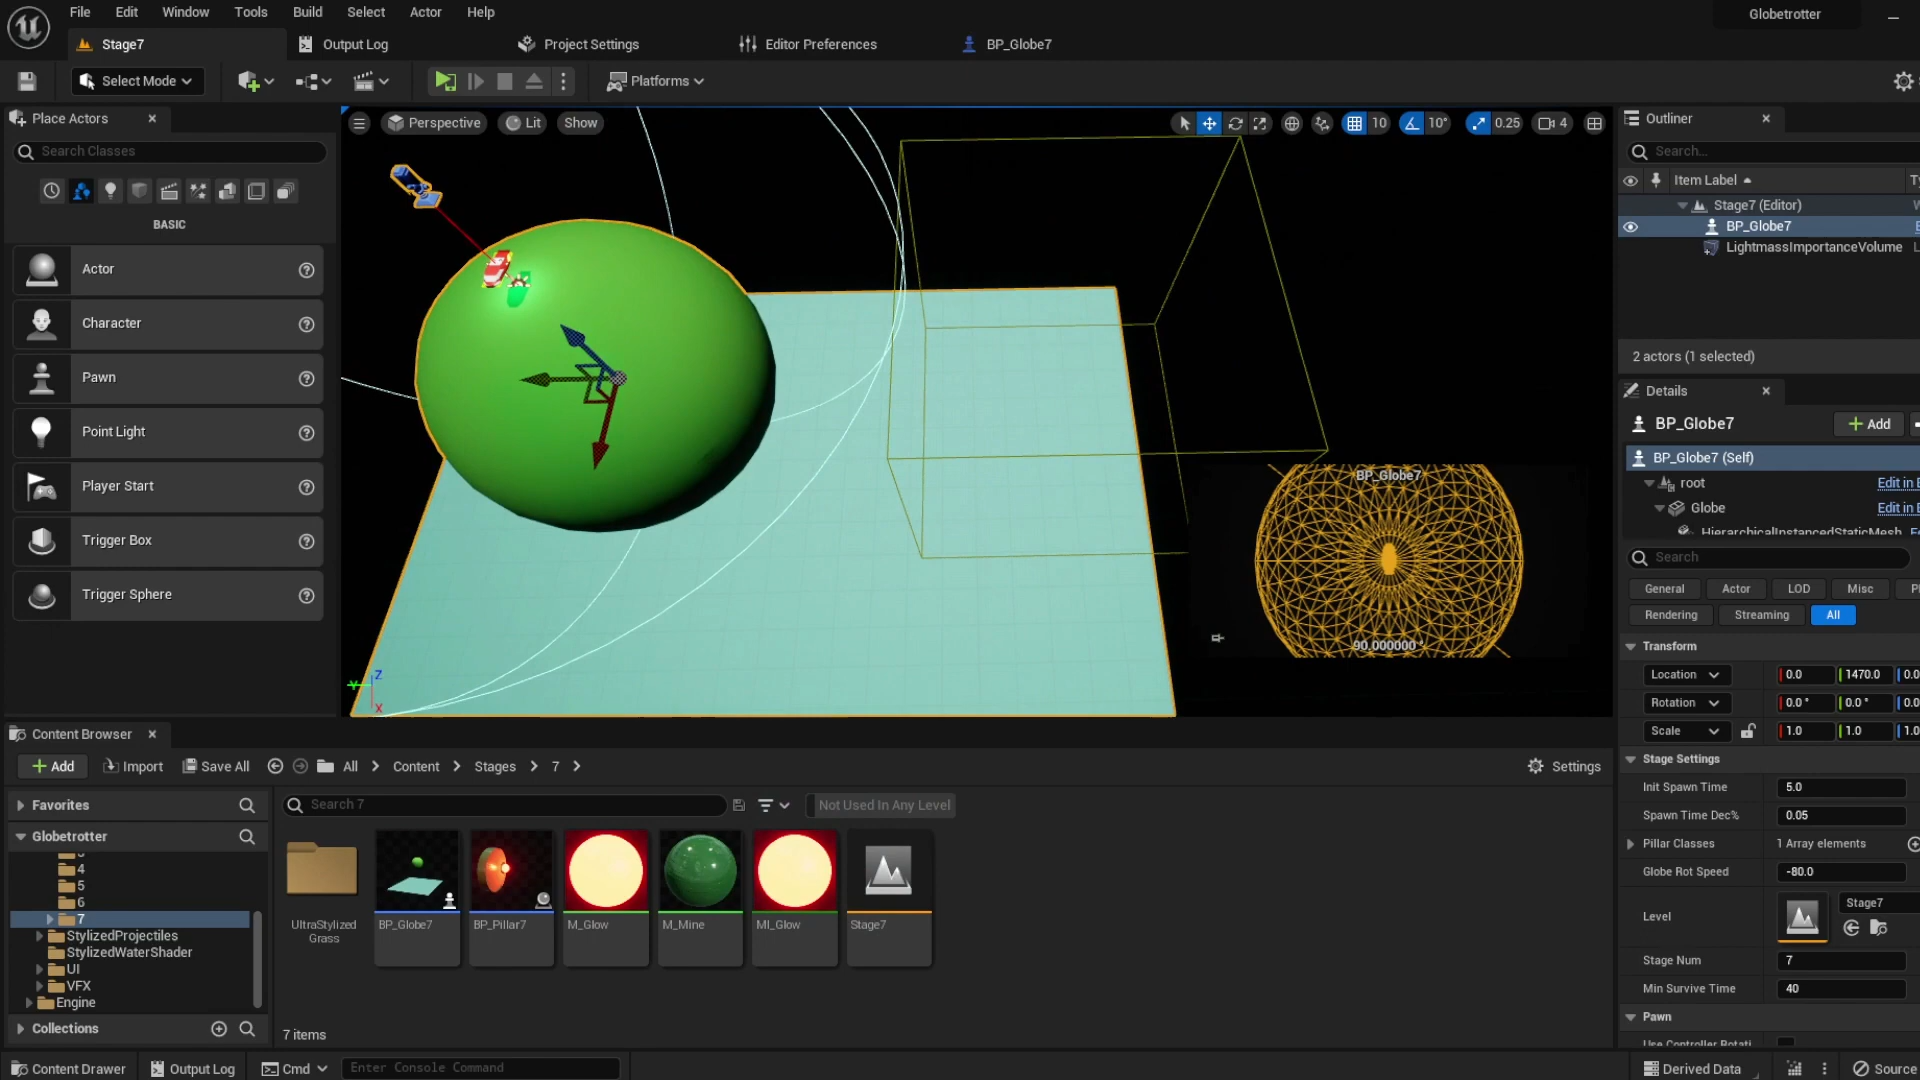 File Edit Window Tools Build Select Actor Help
Globetrotter
Stage7
Output Log
Project Settings
Editor Preferences
BP_Globe7
Select Mode
Platforms
Place Actors
Search Classes
BASIC
Actor
Character
Pawn
Point Light
Player Start
Trigger Box
Trigger Sphere
Perspective
Lit
Show
10
10°
0.25
4
BP_Globe7
90.000000 °
Z
Y
X
Outliner
Search...
Item Label
Stage7 (Editor)
BP_Globe7
LightmassImportanceVolume
2 actors (1 selected)
Details
BP_Globe7
Add
BP_Globe7 (Self)
root
Edit in
Globe
Edit in
HierarchicalInstancedStaticMesh
Search
General
Actor
LOD
Misc
Rendering
Streaming
All
Transform
Location 0.0 1470.0 0.0
Rotation 0.0 ° 0.0 ° 0.0
Scale 1.0 1.0 1.0
Stage Settings
Init Spawn Time 5.0
Spawn Time Dec% 0.05
Pillar Classes 1 Array elements
Globe Rot Speed -80.0
Level
Stage7
Stage Num 7
Min Survive Time 40
Pawn
Use Controller Rotati
Content Browser
Add
Import
Save All
All
Content
Stages
7
Settings
Favorites
Search 7
Not Used In Any Level
Globetrotter
4
5
6
7
StylizedProjectiles
StylizedWaterShader
UI
VFX
Engine
Collections
UltraStylized
Grass
BP_Globe7
BP_Pillar7
M_Glow
M_Mine
MI_Glow
Stage7
7 items
Content Drawer
Output Log
Cmd
Enter Console Command
Derived Data
Source